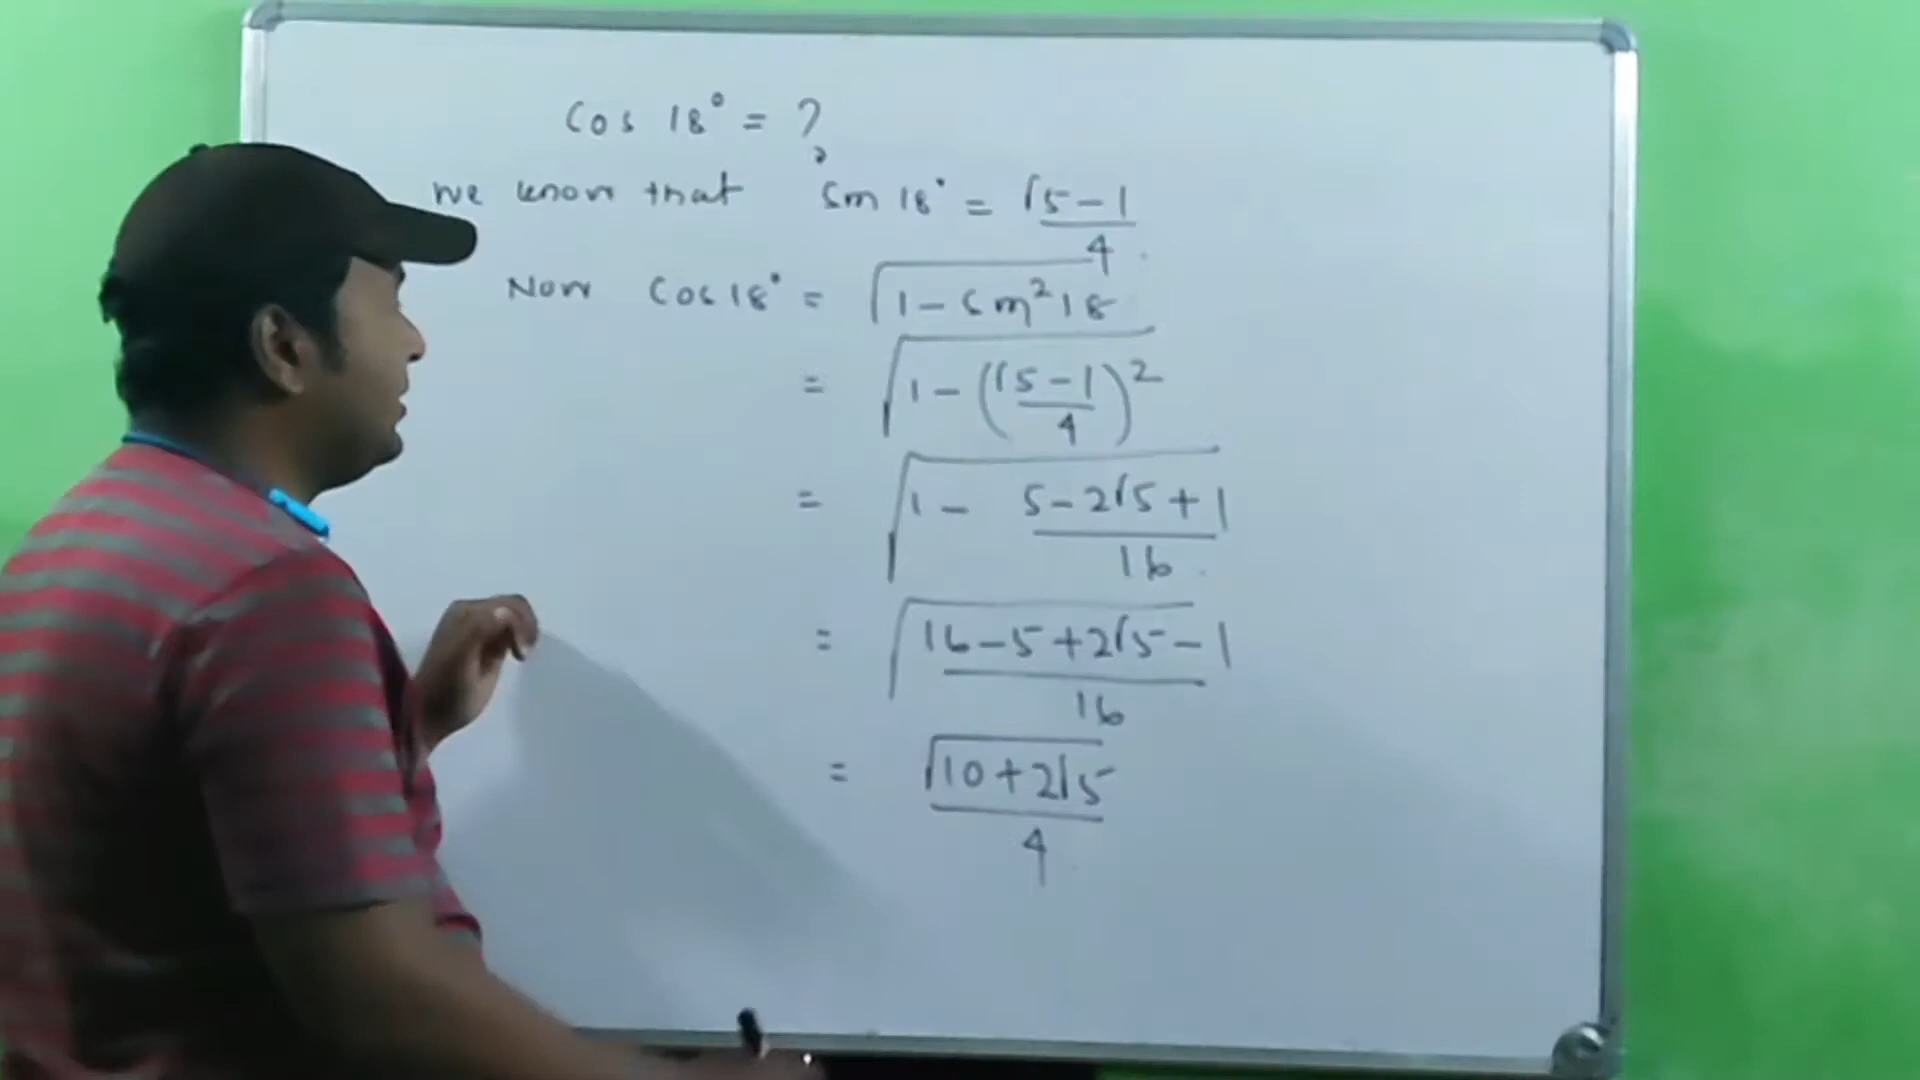 Cos 18° = ?
We know that Sin 18° = √5 - 1 / 4
Now Cos 18° = √(1 - Sin² 18)
= √(1 - (√5 - 1 / 4)²)
= √(1 - 5 - 2√5 + 1 / 16)
= √(16 - 5 + 2√5 - 1 / 16)
= √(10 + 2√5) / 4